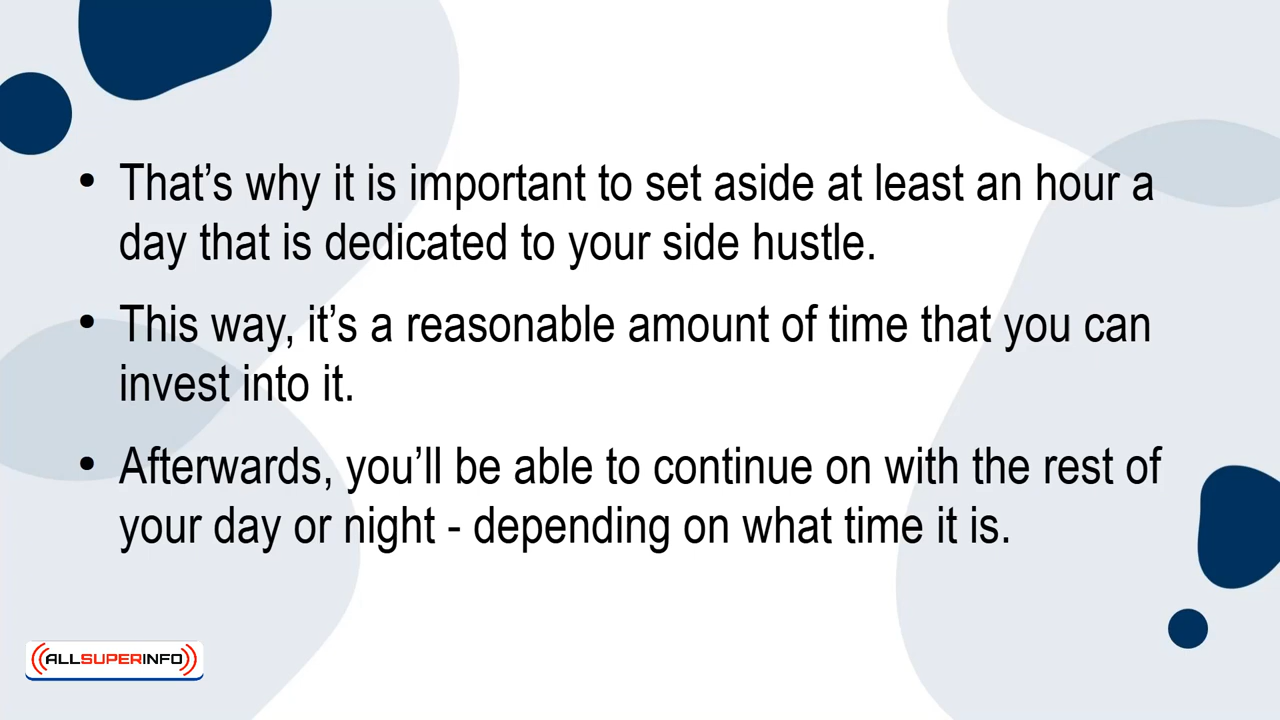 • That’s why it is important to set aside at least an hour a
day that is dedicated to your side hustle.
• This way, it’s a reasonable amount of time that you can
invest into it.
• Afterwards, you’ll be able to continue on with the rest of
your day or night - depending on what time it is.
ALLSUPERINFO